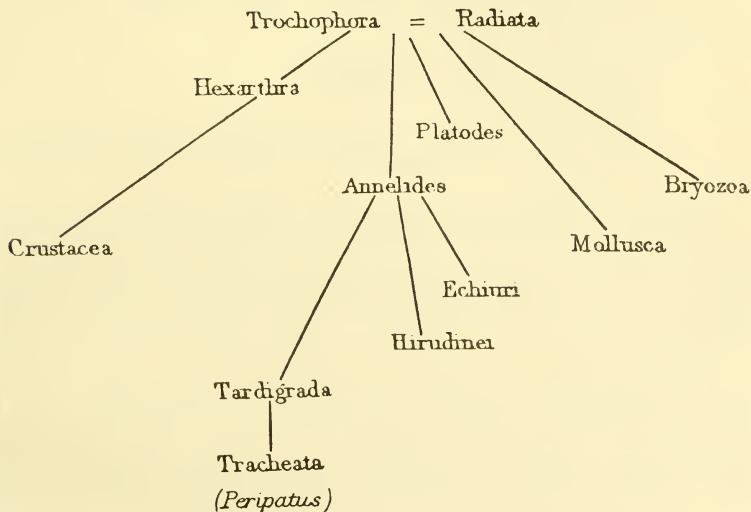 Trochophora = Radiata
Hexarthra
Platodes
Annelides
Bryozoa
Crustacea
Mollusca
Echiuri
Hirudinei
Tardigrada
Tracheata
(Peripatus)